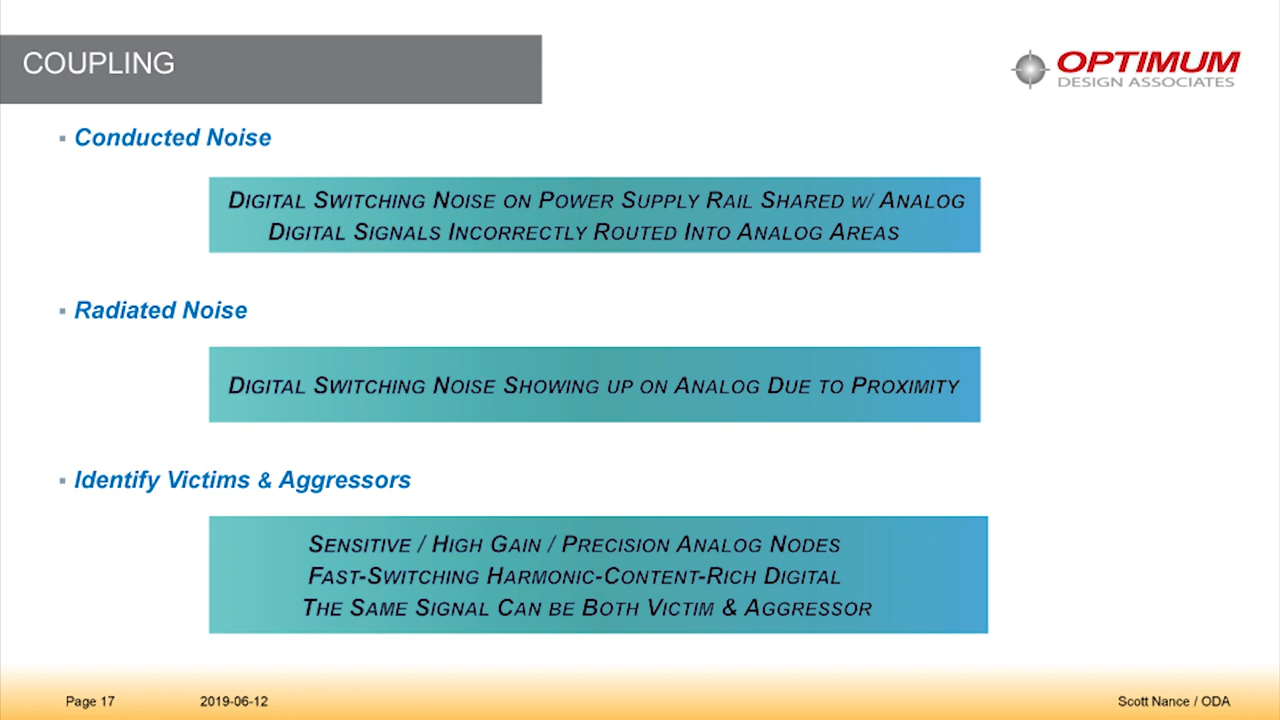 COUPLING
OPTIMUM
DESIGN ASSOCIATES
▪ Conducted Noise
DIGITAL SWITCHING NOISE ON POWER SUPPLY RAIL SHARED W/ ANALOG
DIGITAL SIGNALS INCORRECTLY ROUTED INTO ANALOG AREAS
▪ Radiated Noise
DIGITAL SWITCHING NOISE SHOWING UP ON ANALOG DUE TO PROXIMITY
▪ Identify Victims & Aggressors
SENSITIVE / HIGH GAIN / PRECISION ANALOG NODES
FAST-SWITCHING HARMONIC-CONTENT-RICH DIGITAL
THE SAME SIGNAL CAN BE BOTH VICTIM & AGGRESSOR
Page 17 2019-06-12 Scott Nance / ODA